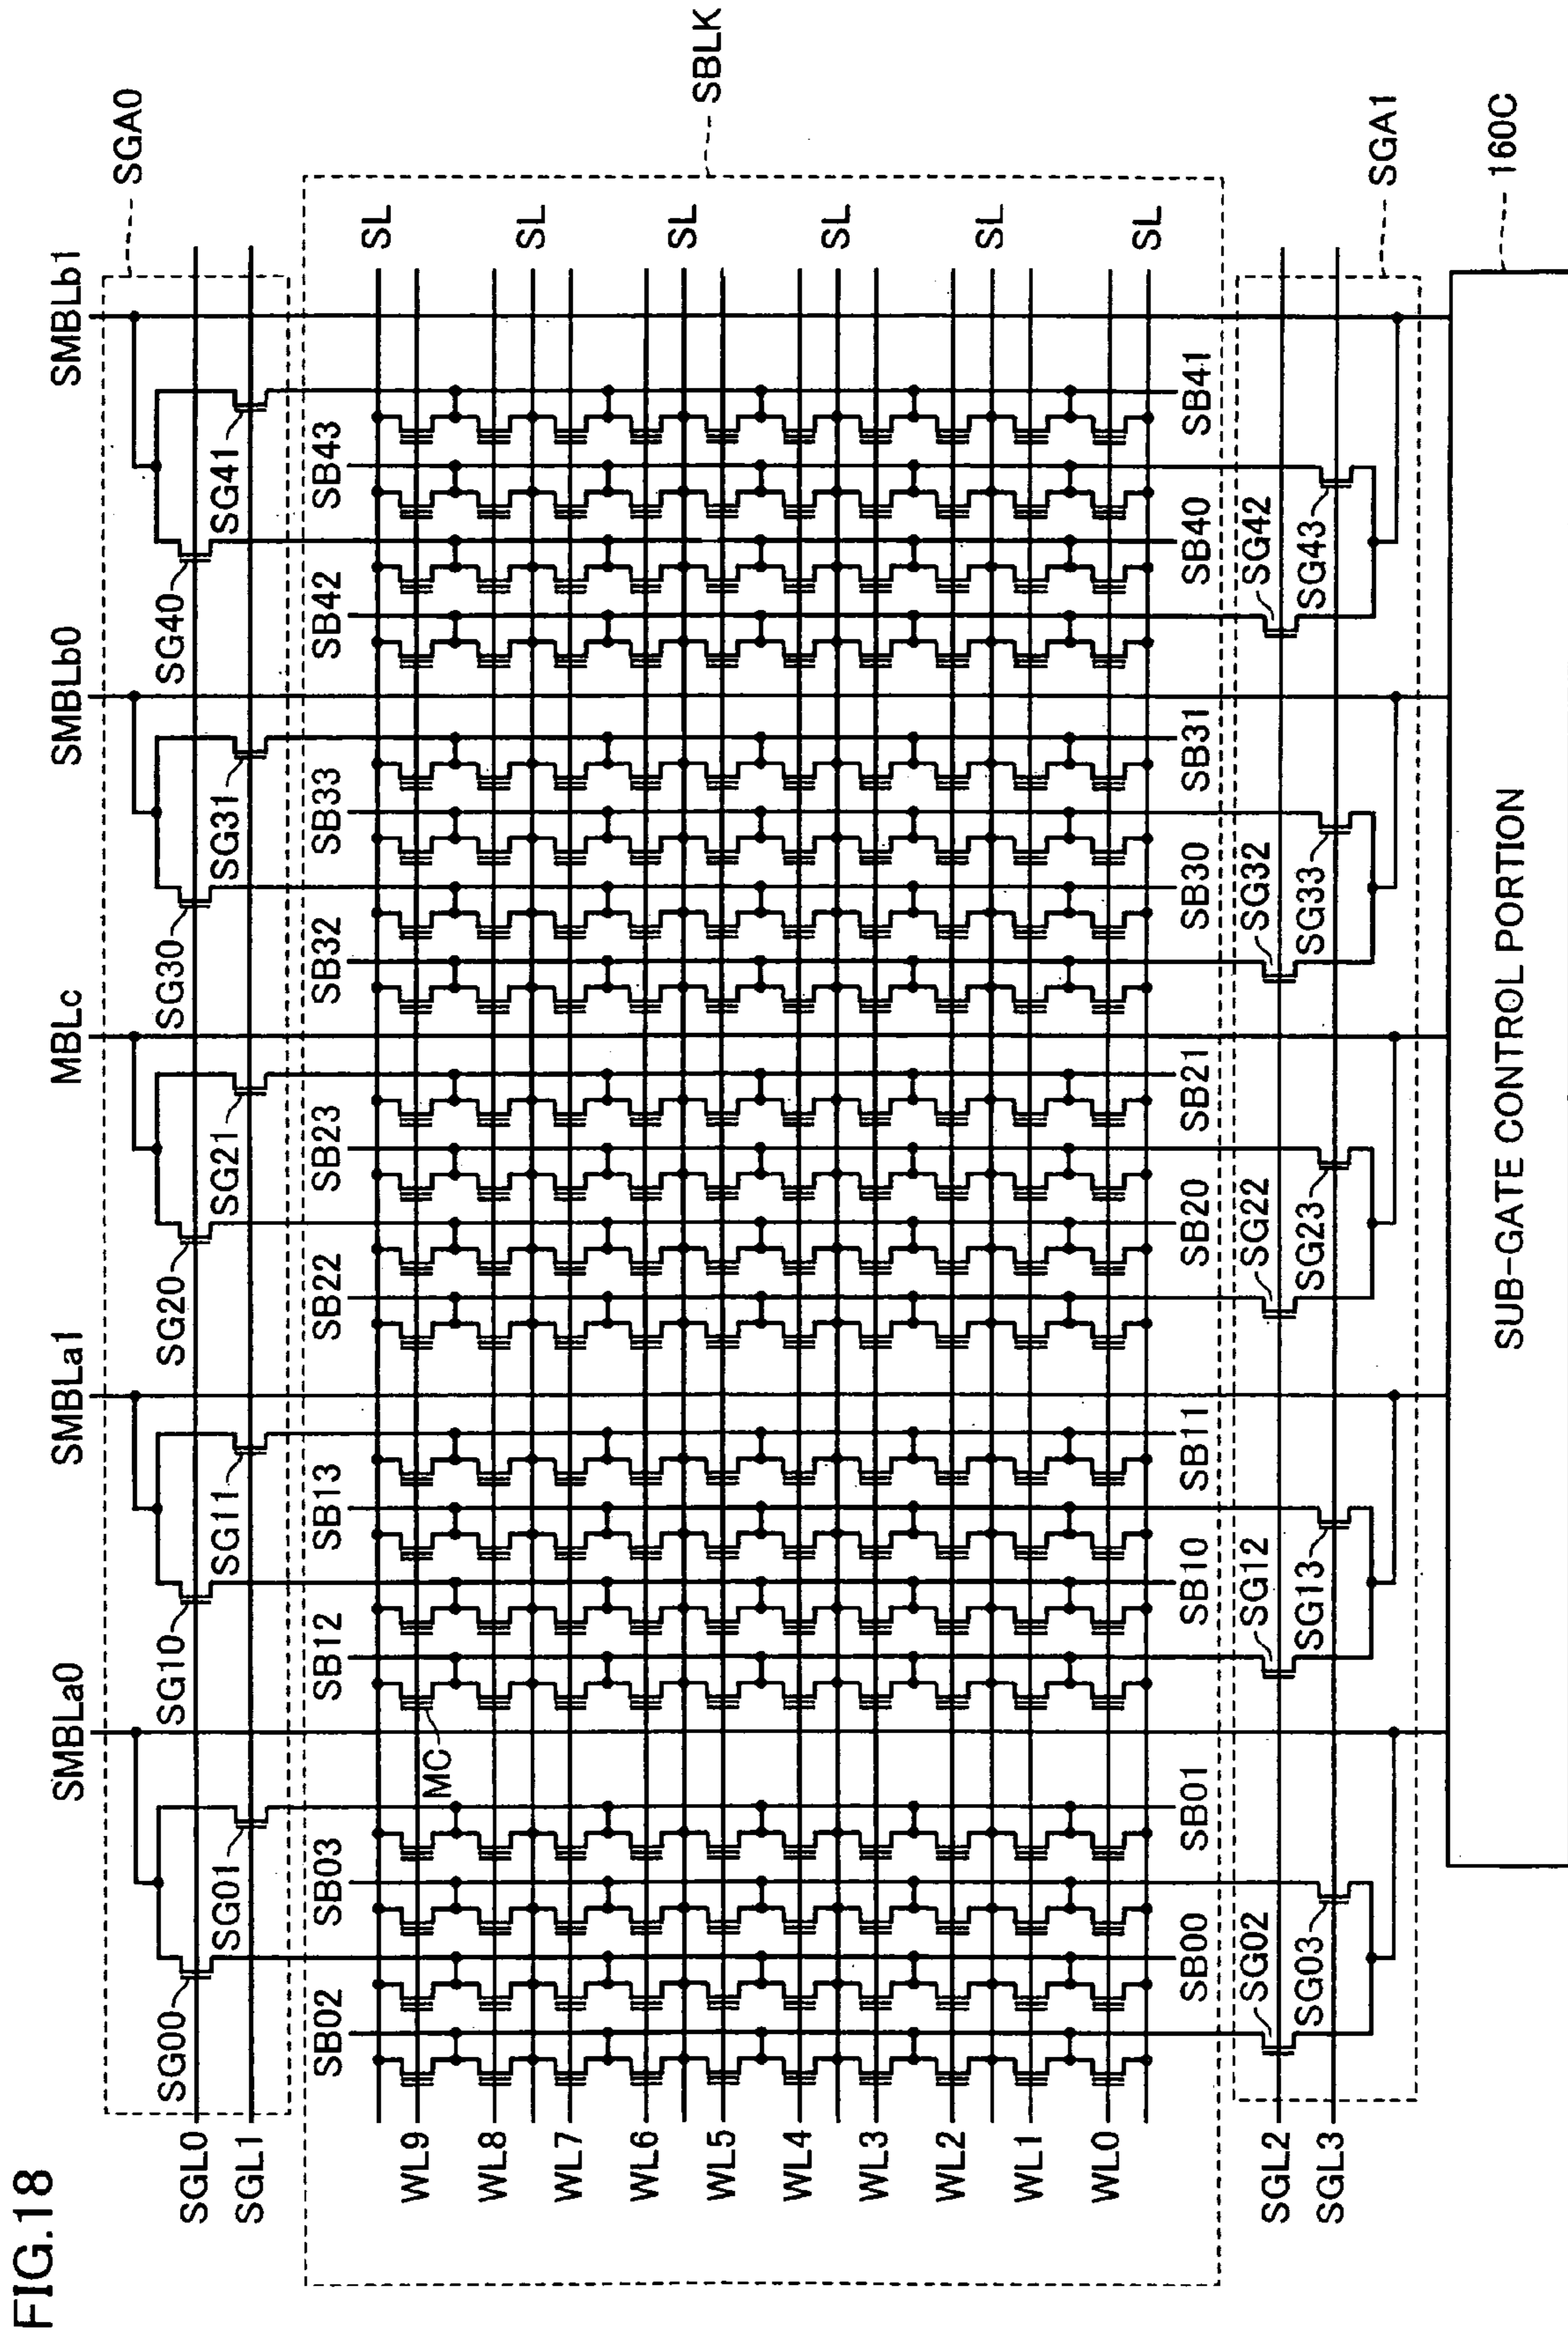 FIG.18
SMBLa0
SMBLa1
MBLc
SMBLb0
SMBLb1
SGA0
SGL0
SGL1
SG00
SG01
SG10
SG11
SG20
SG21
SG30
SG31
SG40
SG41
SB02
SB03
SB12
SB13
SB22
SB23
SB32
SB33
SB42
SB43
SL
SL
SL
SL
SL
SL
SBLK
WL9
WL8
WL7
WL6
WL5
WL4
WL3
WL2
WL1
WL0
MC
SB00
SB01
SB10
SB11
SB20
SB21
SB30
SB31
SB40
SB41
SGL2
SGL3
SG02
SG03
SG12
SG13
SG22
SG23
SG32
SG33
SG42
SG43
SGA1
SUB-GATE CONTROL PORTION
160C